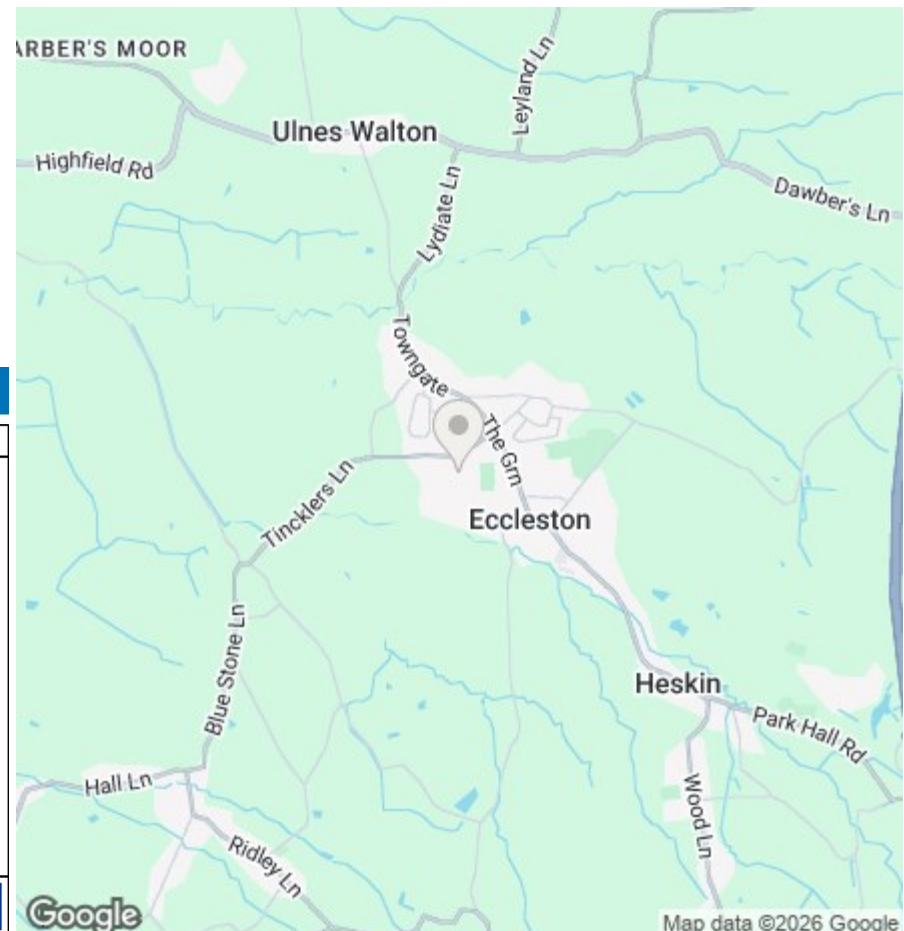 ARBER'S MOOR
Leyland Ln
Ulnes Walton
Highfield Rd
Dawber's Ln
Lydiate Ln
Towngate
The Grn
Tincklers Ln
Eccleston
Blue Stone Ln
Heskin
Park Hall Rd
Hall Ln
Wood Ln
Ridley Ln
Google
Map data ©2026 Google